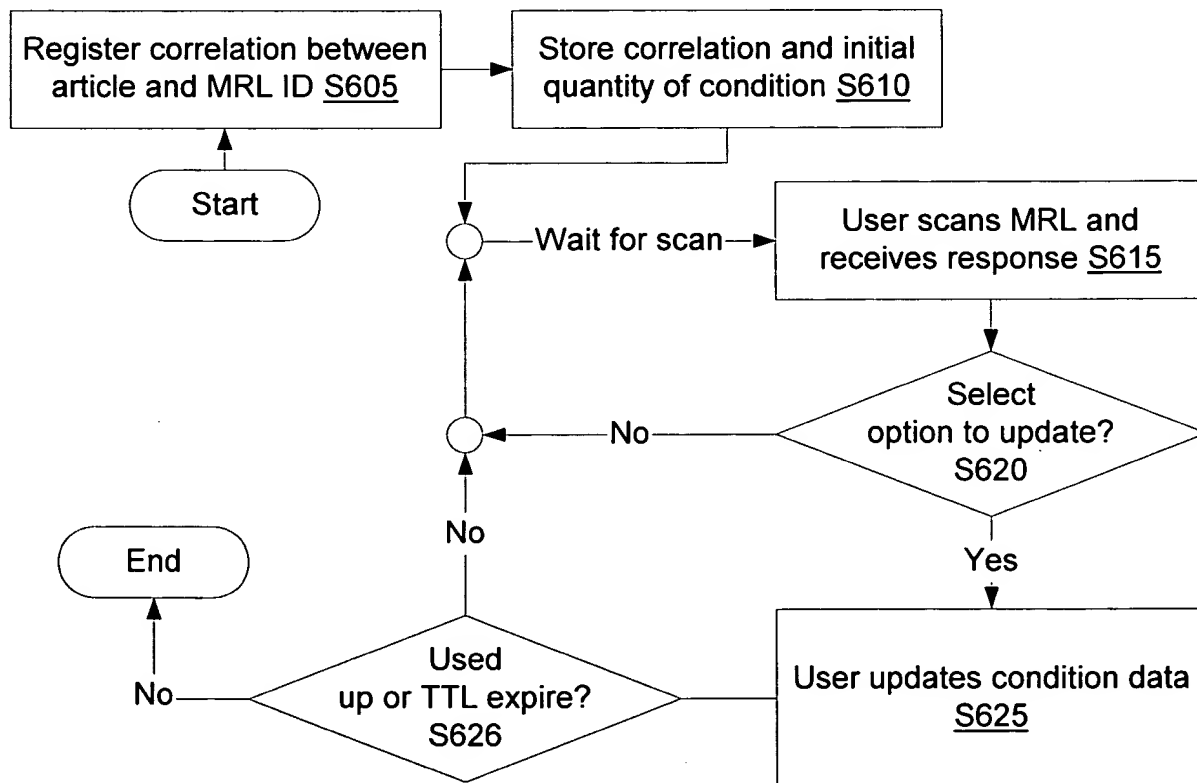 Register correlation between
article and MRL ID S605
Store correlation and initial
quantity of condition S610
Start
Wait for scan
User scans MRL and
receives response S615
Select
option to update?
S620
No
Yes
User updates condition data
S625
Used
up or TTL expire?
S626
No
No
End